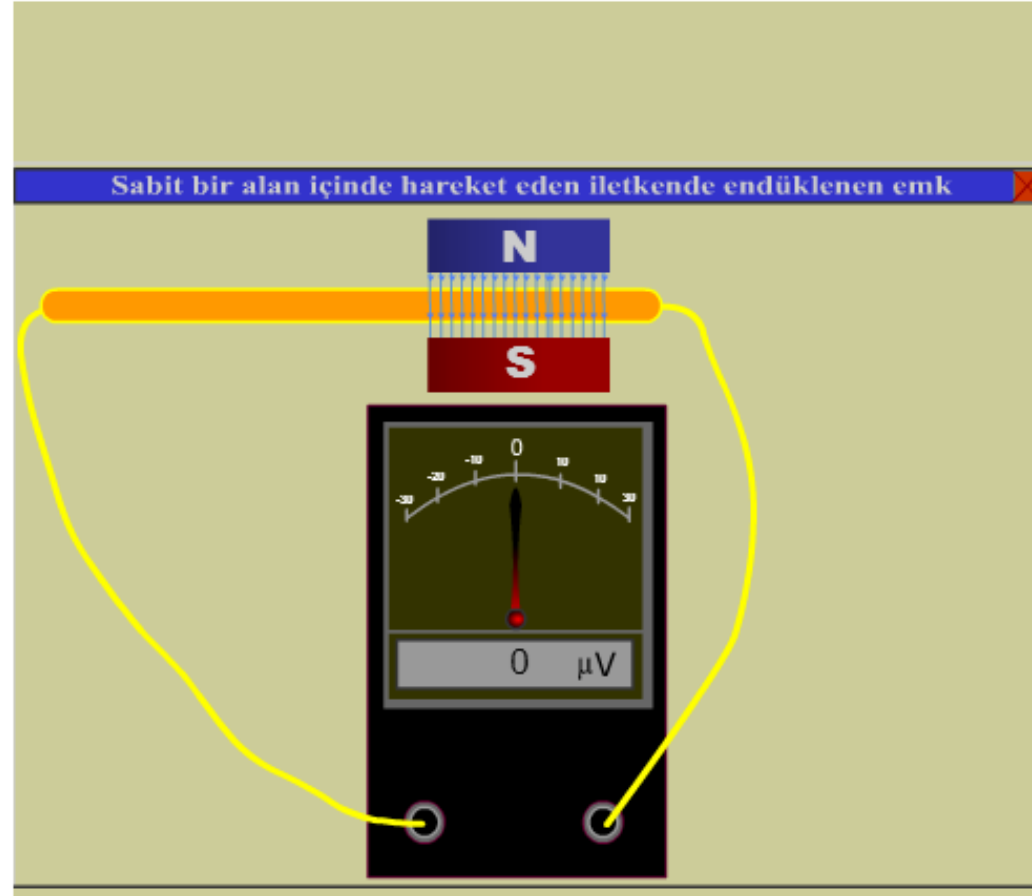 Sabit bir alan içinde hareket eden iletkende endüklenen emk
N
S
-30 -20 -10 0 10 10 30
0 µV